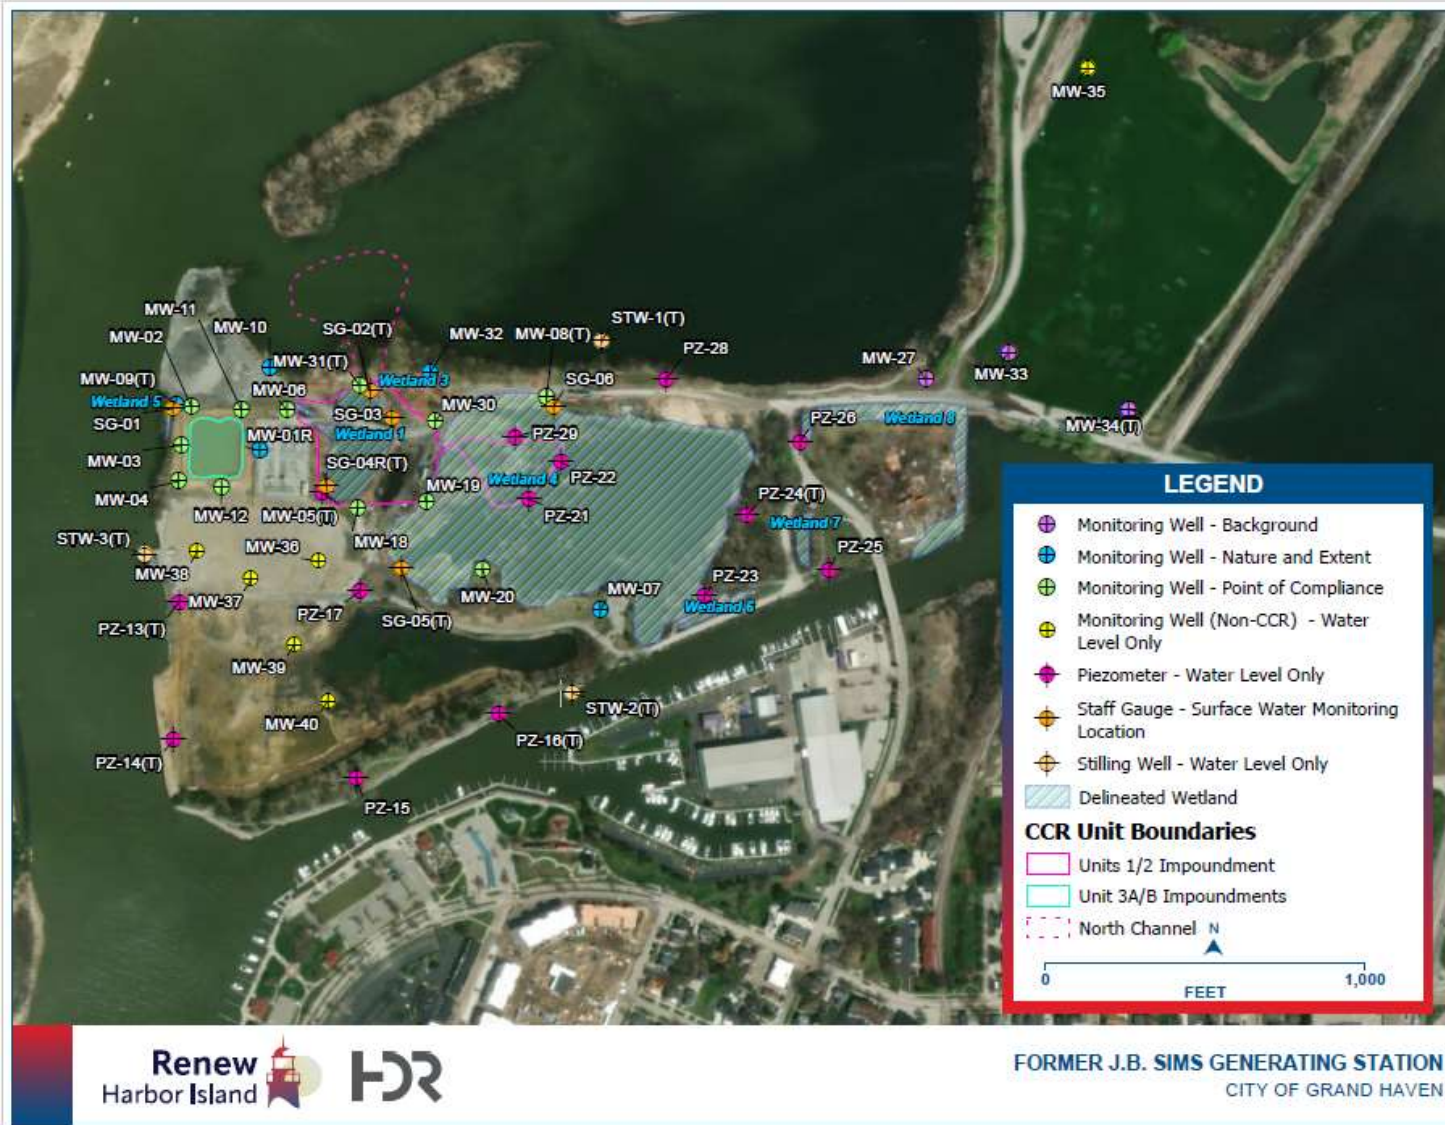 MW-35
MW-11
MW-02
MW-10
SG-02(T)
MW-32
MW-08(T)
STW-1(T)
MW-31(T)
PZ-28
MW-27
MW-33
MW-09(T)
MW-06
Wetland 3
SG-06
Wetland 5
SG-01
SG-03
MW-30
PZ-26
Wetland 8
MW-34(T)
MW-01R
Wetland 1
PZ-29
MW-03
SG-04R(T)
PZ-22
MW-04
MW-19
Wetland 4
PZ-24(T)
MW-12
MW-05(T)
PZ-21
Wetland 7
STW-3(T)
MW-36
MW-18
PZ-25
MW-38
MW-37
PZ-17
MW-20
MW-07
PZ-23
PZ-13(T)
SG-05(T)
Wetland 6
MW-39
MW-40
STW-2(T)
PZ-16(T)
PZ-14(T)
PZ-15
LEGEND
Monitoring Well - Background
Monitoring Well - Nature and Extent
Monitoring Well - Point of Compliance
Monitoring Well (Non-CCR) - Water
Level Only
Piezometer - Water Level Only
Staff Gauge - Surface Water Monitoring
Location
Stilling Well - Water Level Only
Delineated Wetland
CCR Unit Boundaries
Units 1/2 Impoundment
Unit 3A/B Impoundments
North Channel
N
0 1,000
FEET
Renew
Harbor Island
HDR
FORMER J.B. SIMS GENERATING STATION
CITY OF GRAND HAVEN